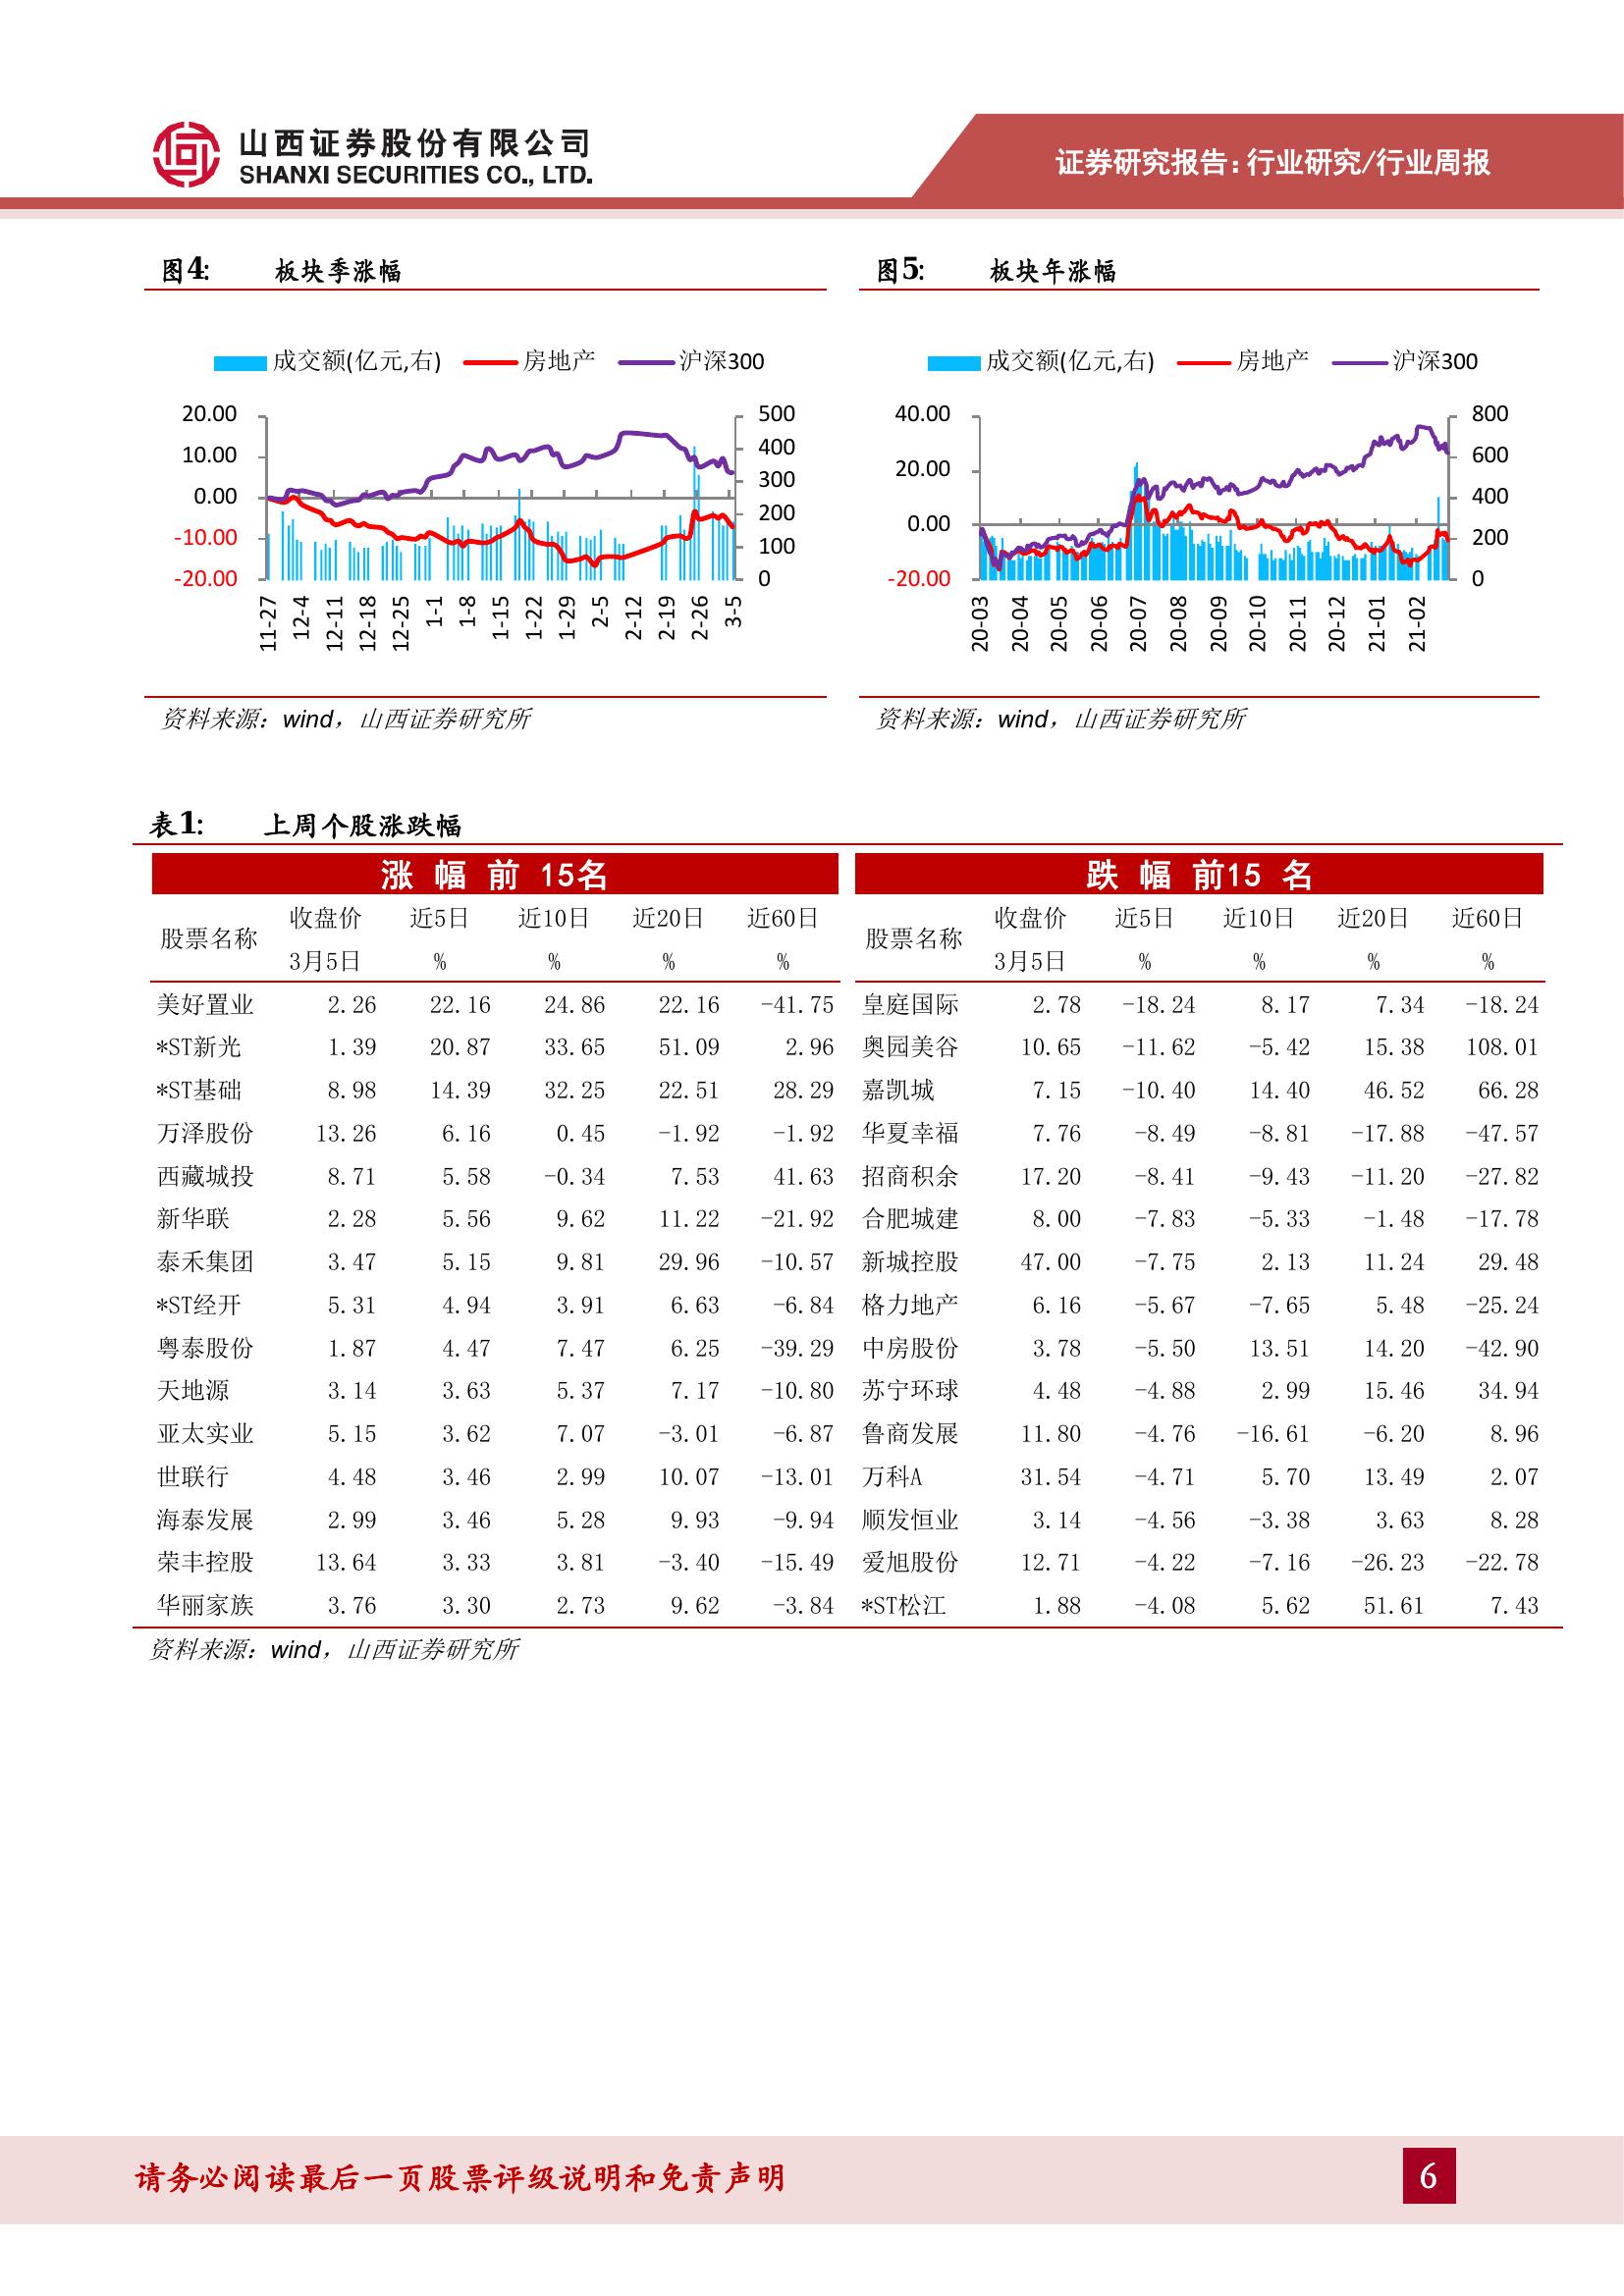 山西证券股份有限公司
SHANXI SECURITIES CO., LTD.
证券研究报告：行业研究/行业周报
图4： 板块季涨幅
成交额(亿元,右) 房地产 沪深300
20.00 10.00 0.00 -10.00 -20.00
500 400 300 200 100 0
11-27 12-4 12-11 12-18 12-25 1-1 1-8 1-15 1-22 1-29 2-5 2-12 2-19 2-26 3-5
资料来源：wind，山西证券研究所
图5： 板块年涨幅
成交额(亿元,右) 房地产 沪深300
40.00 20.00 0.00 -20.00
800 600 400 200 0
20-03 20-04 20-05 20-06 20-07 20-08 20-09 20-10 20-11 20-12 21-01 21-02
资料来源：wind，山西证券研究所
表1： 上周个股涨跌幅
涨 幅 前 15名 跌 幅 前15 名
股票名称 收盘价 近5日 近10日 近20日 近60日 股票名称 收盘价 近5日 近10日 近20日 近60日
3月5日 % % % % 3月5日 % % % %
美好置业 2.26 22.16 24.86 22.16 -41.75 皇庭国际 2.78 -18.24 8.17 7.34 -18.24
*ST新光 1.39 20.87 33.65 51.09 2.96 奥园美谷 10.65 -11.62 -5.42 15.38 108.01
*ST基础 8.98 14.39 32.25 22.51 28.29 嘉凯城 7.15 -10.40 14.40 46.52 66.28
万泽股份 13.26 6.16 0.45 -1.92 -1.92 华夏幸福 7.76 -8.49 -8.81 -17.88 -47.57
西藏城投 8.71 5.58 -0.34 7.53 41.63 招商积余 17.20 -8.41 -9.43 -11.20 -27.82
新华联 2.28 5.56 9.62 11.22 -21.92 合肥城建 8.00 -7.83 -5.33 -1.48 -17.78
泰禾集团 3.47 5.15 9.81 29.96 -10.57 新城控股 47.00 -7.75 2.13 11.24 29.48
*ST经开 5.31 4.94 3.91 6.63 -6.84 格力地产 6.16 -5.67 -7.65 5.48 -25.24
粤泰股份 1.87 4.47 7.47 6.25 -39.29 中房股份 3.78 -5.50 13.51 14.20 -42.90
天地源 3.14 3.63 5.37 7.17 -10.80 苏宁环球 4.48 -4.88 2.99 15.46 34.94
亚太实业 5.15 3.62 7.07 -3.01 -6.87 鲁商发展 11.80 -4.76 -16.61 -6.20 8.96
世联行 4.48 3.46 2.99 10.07 -13.01 万科A 31.54 -4.71 5.70 13.49 2.07
海泰发展 2.99 3.46 5.28 9.93 -9.94 顺发恒业 3.14 -4.56 -3.38 3.63 8.28
荣丰控股 13.64 3.33 3.81 -3.40 -15.49 爱旭股份 12.71 -4.22 -7.16 -26.23 -22.78
华丽家族 3.76 3.30 2.73 9.62 -3.84 *ST松江 1.88 -4.08 5.62 51.61 7.43
资料来源：wind，山西证券研究所
请务必阅读最后一页股票评级说明和免责声明
6